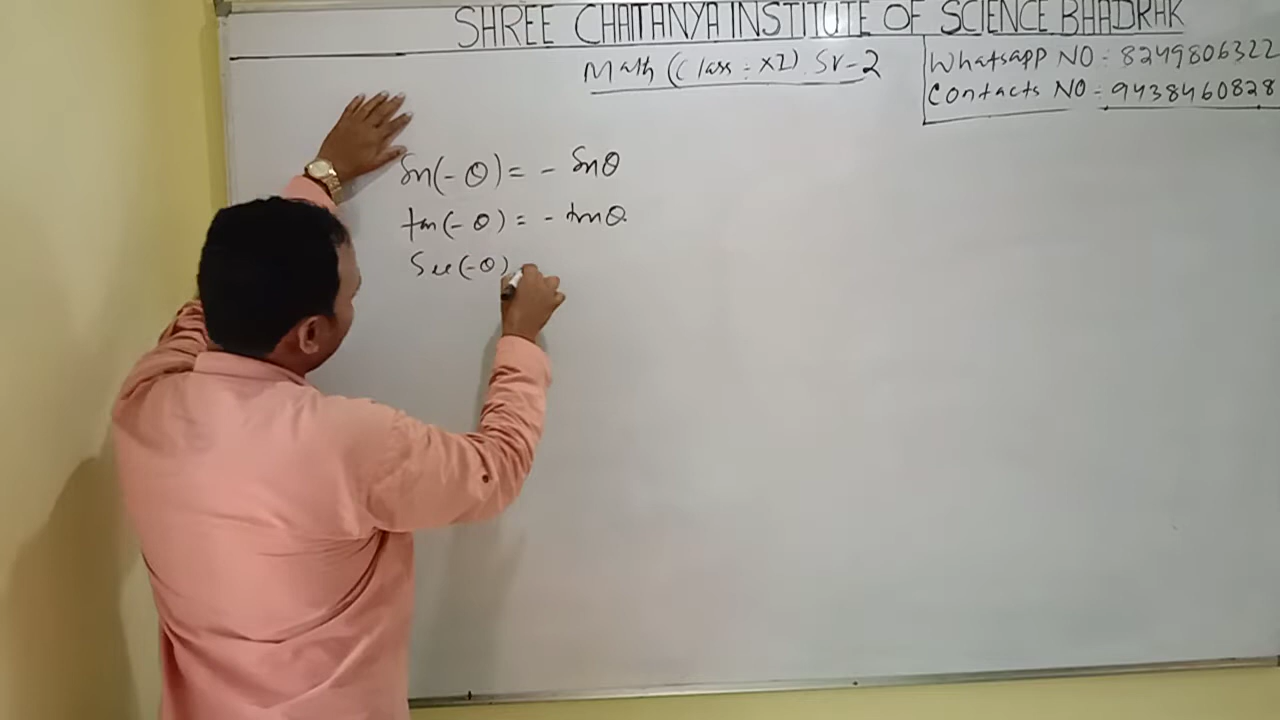 SHREE CHAITANYA INSTITUTE OF SCIENCE BHADRAK
Math (Class : XI) Sr-2
Whatsapp NO : 8249806322
Contacts NO - 9438460828
Sin(-θ) = - Sinθ
tan(-θ) = - tanθ
Sec(-θ)